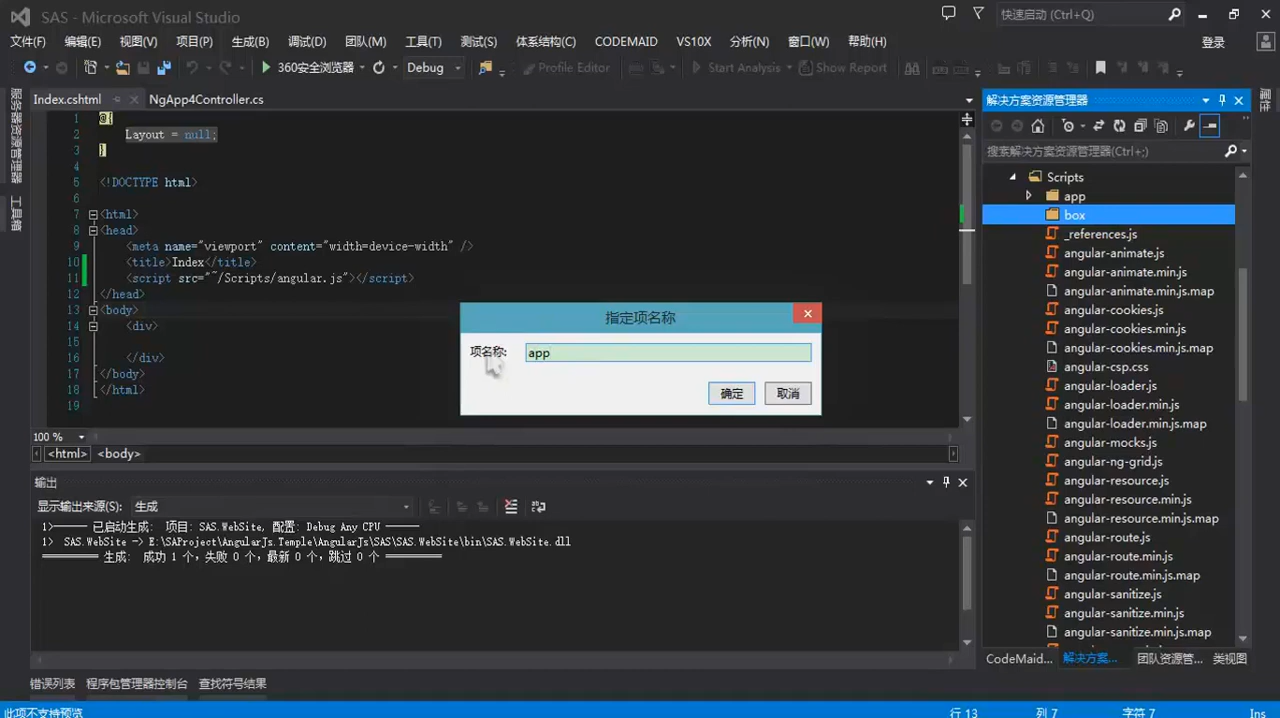 SAS - Microsoft Visual Studio
快速启动 (Ctrl+Q)
文件(F) 编辑(E) 视图(V) 项目(P) 生成(B) 调试(D) 团队(M) 工具(T) 测试(S) 体系结构(C) CODEMAID VS10X 分析(N) 窗口(W) 帮助(H) 登录
360安全浏览器 Debug Profile Editor Start Analysis Show Report
服务器资源管理器
工具箱
Index.cshtml NgApp4Controller.cs
1 @{
2 Layout = null;
3 }
4
5 <!DOCTYPE html>
6
7 <html>
8 <head>
9 <meta name="viewport" content="width=device-width" />
10 <title>Index</title>
11 <script src="~/Scripts/angular.js"></script>
12 </head>
13 <body>
14 <div>
15
16 </div>
17 </body>
18 </html>
19
100 %
<html> <body>
指定项名称
项名称: app
确定 取消
输出
显示输出来源(S): 生成
1>—— 已启动生成: 项目: SAS.WebSite, 配置: Debug Any CPU ——
1> SAS.WebSite -> E:\SAProject\AngularJs.Temple\AngularJs\SAS\SAS.WebSite\bin\SAS.WebSite.dll
========== 生成: 成功 1 个，失败 0 个，最新 0 个，跳过 0 个 ==========
错误列表 程序包管理器控制台 查找符号结果
此项不支持预览 行 13 列 7 字符 7 Ins
解决方案资源管理器
搜索解决方案资源管理器(Ctrl+;)
Scripts
app
box
_references.js
angular-animate.js
angular-animate.min.js
angular-animate.min.js.map
angular-cookies.js
angular-cookies.min.js
angular-cookies.min.js.map
angular-csp.css
angular-loader.js
angular-loader.min.js
angular-loader.min.js.map
angular-mocks.js
angular-ng-grid.js
angular-resource.js
angular-resource.min.js
angular-resource.min.js.map
angular-route.js
angular-route.min.js
angular-route.min.js.map
angular-sanitize.js
angular-sanitize.min.js
angular-sanitize.min.js.map
CodeMaid... 解决方案... 团队资源管... 类视图
属性